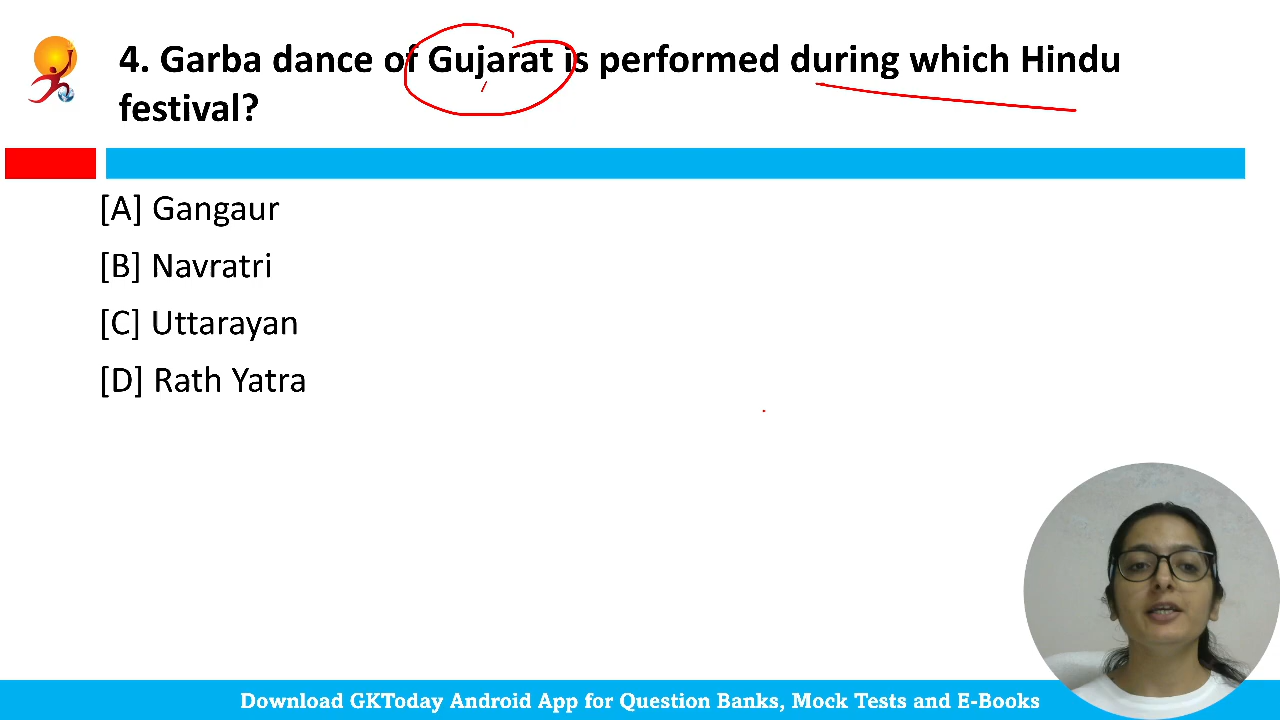 4. Garba dance of Gujarat is performed during which Hindu
festival?
[A] Gangaur
[B] Navratri
[C] Uttarayan
[D] Rath Yatra
Download GKToday Android App for Question Banks, Mock Tests and E-Books